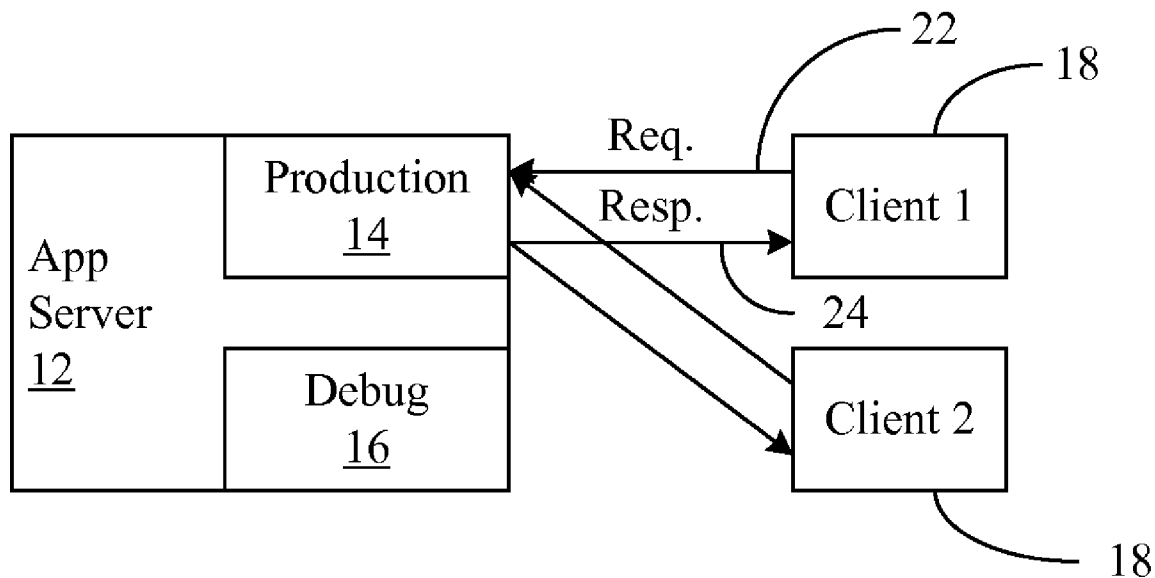 22
18
Req.
Production
14
Resp.
Client 1
App
Server
12
24
Debug
16
Client 2
18